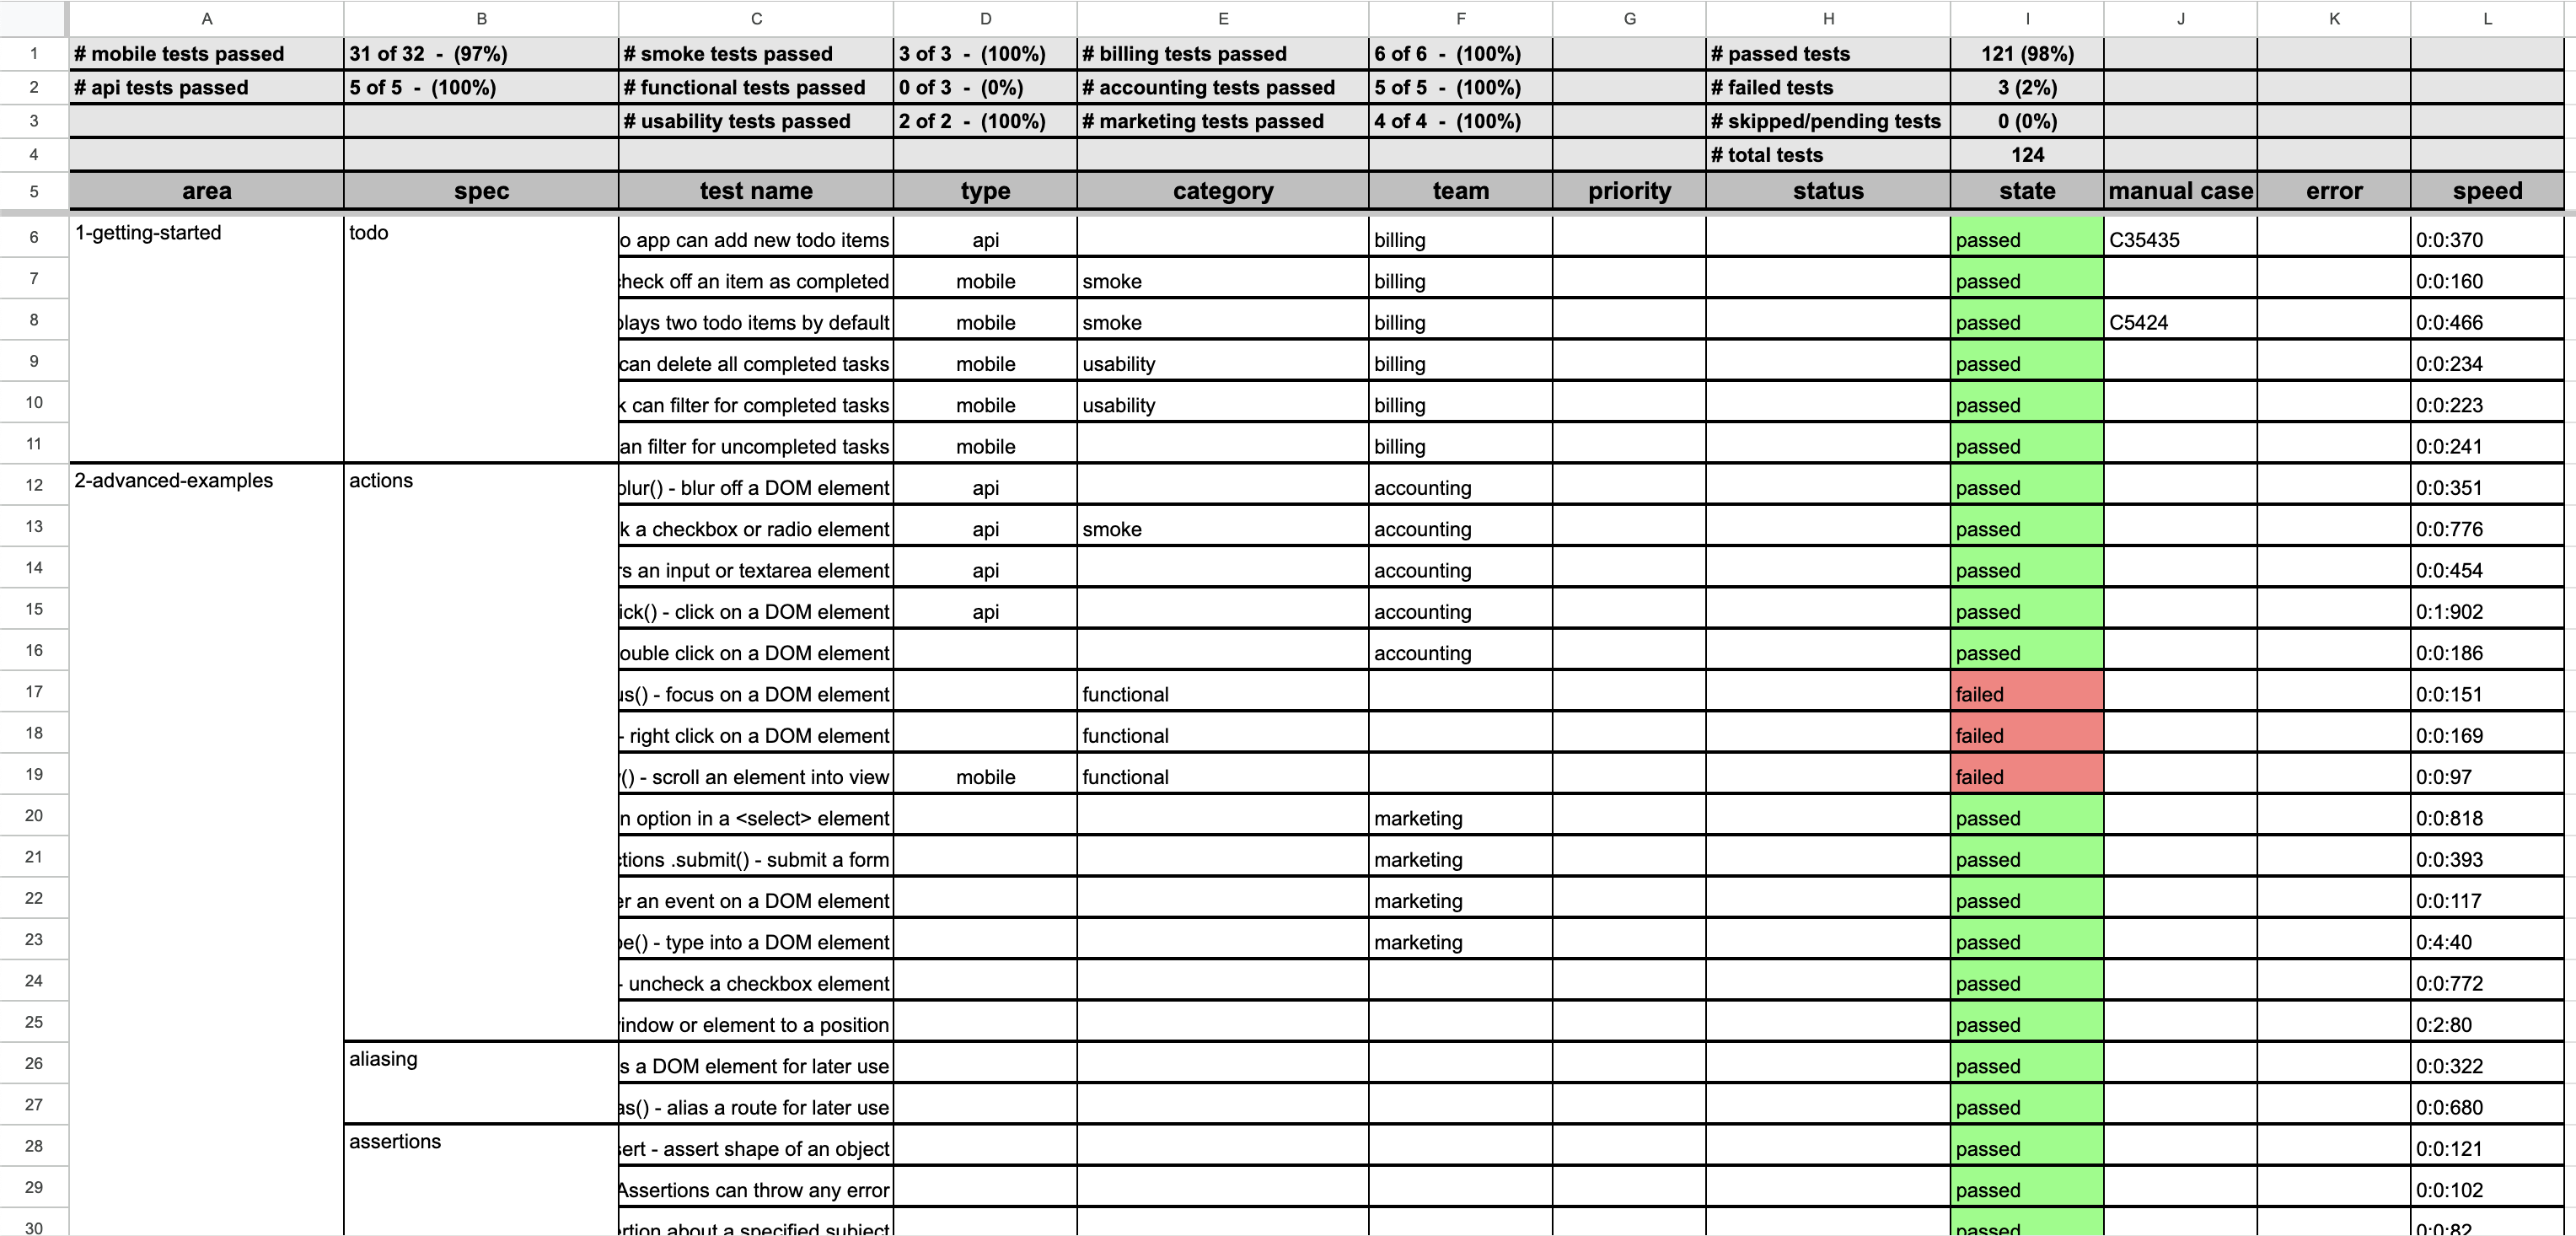 A B C D E F G H I J K L
1 # mobile tests passed 31 of 32 - (97%) # smoke tests passed 3 of 3 - (100%) # billing tests passed 6 of 6 - (100%) # passed tests 121 (98%)
2 # api tests passed 5 of 5 - (100%) # functional tests passed 0 of 3 - (0%) # accounting tests passed 5 of 5 - (100%) # failed tests 3 (2%)
3 # usability tests passed 2 of 2 - (100%) # marketing tests passed 4 of 4 - (100%) # skipped/pending tests 0 (0%)
4 # total tests 124
5 area spec test name type category team priority status state manual case error speed
6 1-getting-started todo o app can add new todo items api billing passed C35435 0:0:370
7 heck off an item as completed mobile smoke billing passed 0:0:160
8 plays two todo items by default mobile smoke billing passed C5424 0:0:466
9 can delete all completed tasks mobile usability billing passed 0:0:234
10 k can filter for completed tasks mobile usability billing passed 0:0:223
11 an filter for uncompleted tasks mobile billing passed 0:0:241
12 2-advanced-examples actions blur() - blur off a DOM element api accounting passed 0:0:351
13 k a checkbox or radio element api smoke accounting passed 0:0:776
14 rs an input or textarea element api accounting passed 0:0:454
15 ick() - click on a DOM element api accounting passed 0:1:902
16 ouble click on a DOM element accounting passed 0:0:186
17 us() - focus on a DOM element functional failed 0:0:151
18 - right click on a DOM element functional failed 0:0:169
19 () - scroll an element into view mobile functional failed 0:0:97
20 n option in a <select> element marketing passed 0:0:818
21 ctions .submit() - submit a form marketing passed 0:0:393
22 er an event on a DOM element marketing passed 0:0:117
23 pe() - type into a DOM element marketing passed 0:4:40
24 - uncheck a checkbox element passed 0:0:772
25 indow or element to a position passed 0:2:80
26 aliasing s a DOM element for later use passed 0:0:322
27 as() - alias a route for later use passed 0:0:680
28 assertions sert - assert shape of an object passed 0:0:121
29 Assertions can throw any error passed 0:0:102
30 rtion about a specified subject passed 0:0:82